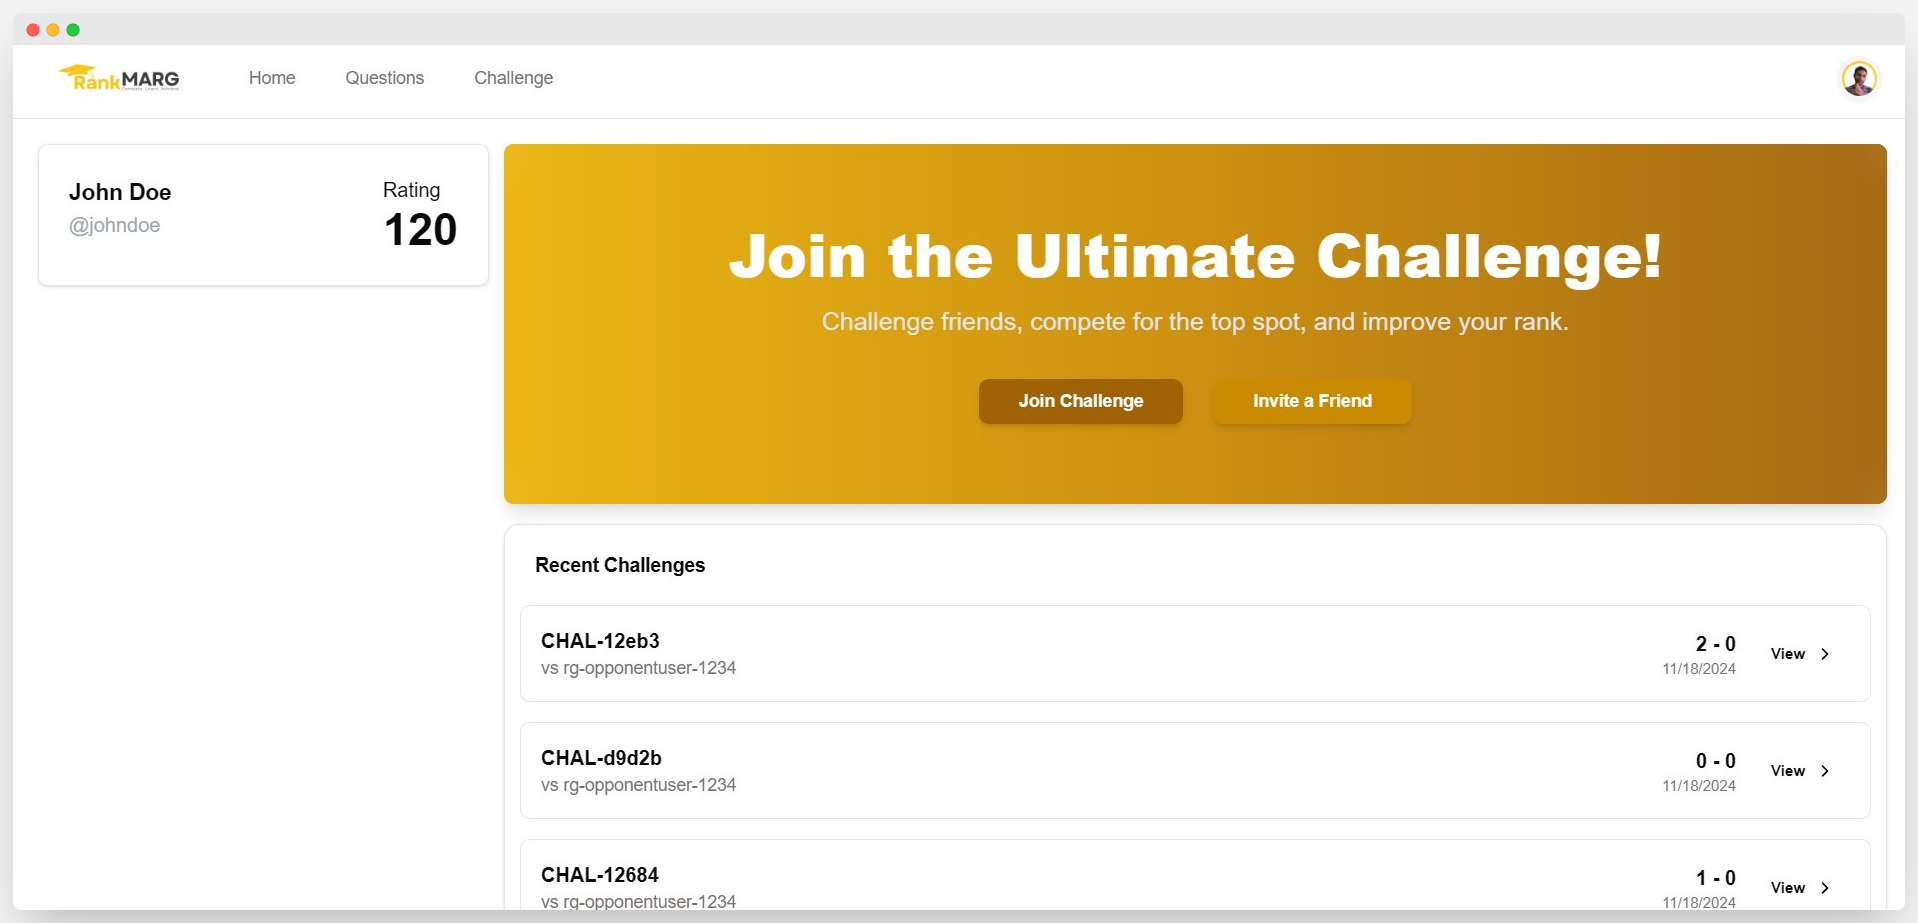 RankMARG
Compete. Learn. Achieve
Home
Questions
Challenge
John Doe
@johndoe
Rating
120
Join the Ultimate Challenge!
Challenge friends, compete for the top spot, and improve your rank.
Join Challenge
Invite a Friend
Recent Challenges
CHAL-12eb3
vs rg-opponentuser-1234
2 - 0
11/18/2024
View
CHAL-d9d2b
vs rg-opponentuser-1234
0 - 0
11/18/2024
View
CHAL-12684
vs rg-opponentuser-1234
1 - 0
11/18/2024
View